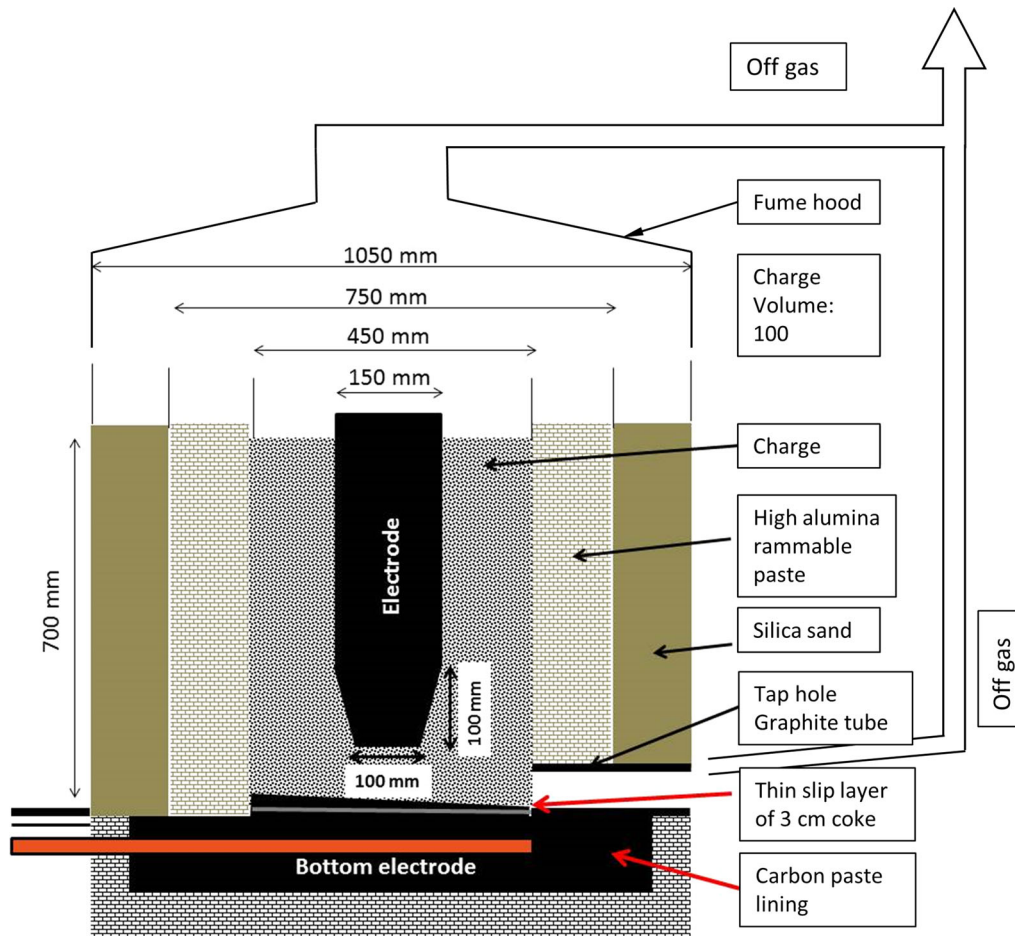 Off gas
Fume hood
1050 mm
Charge
Volume:
100
750 mm
450 mm
150 mm
Charge
High alumina
rammable
paste
Electrode
700 mm
Silica sand
Off gas
100 mm
Tap hole
Graphite tube
100 mm
Thin slip layer
of 3 cm coke
Bottom electrode
Carbon paste
lining